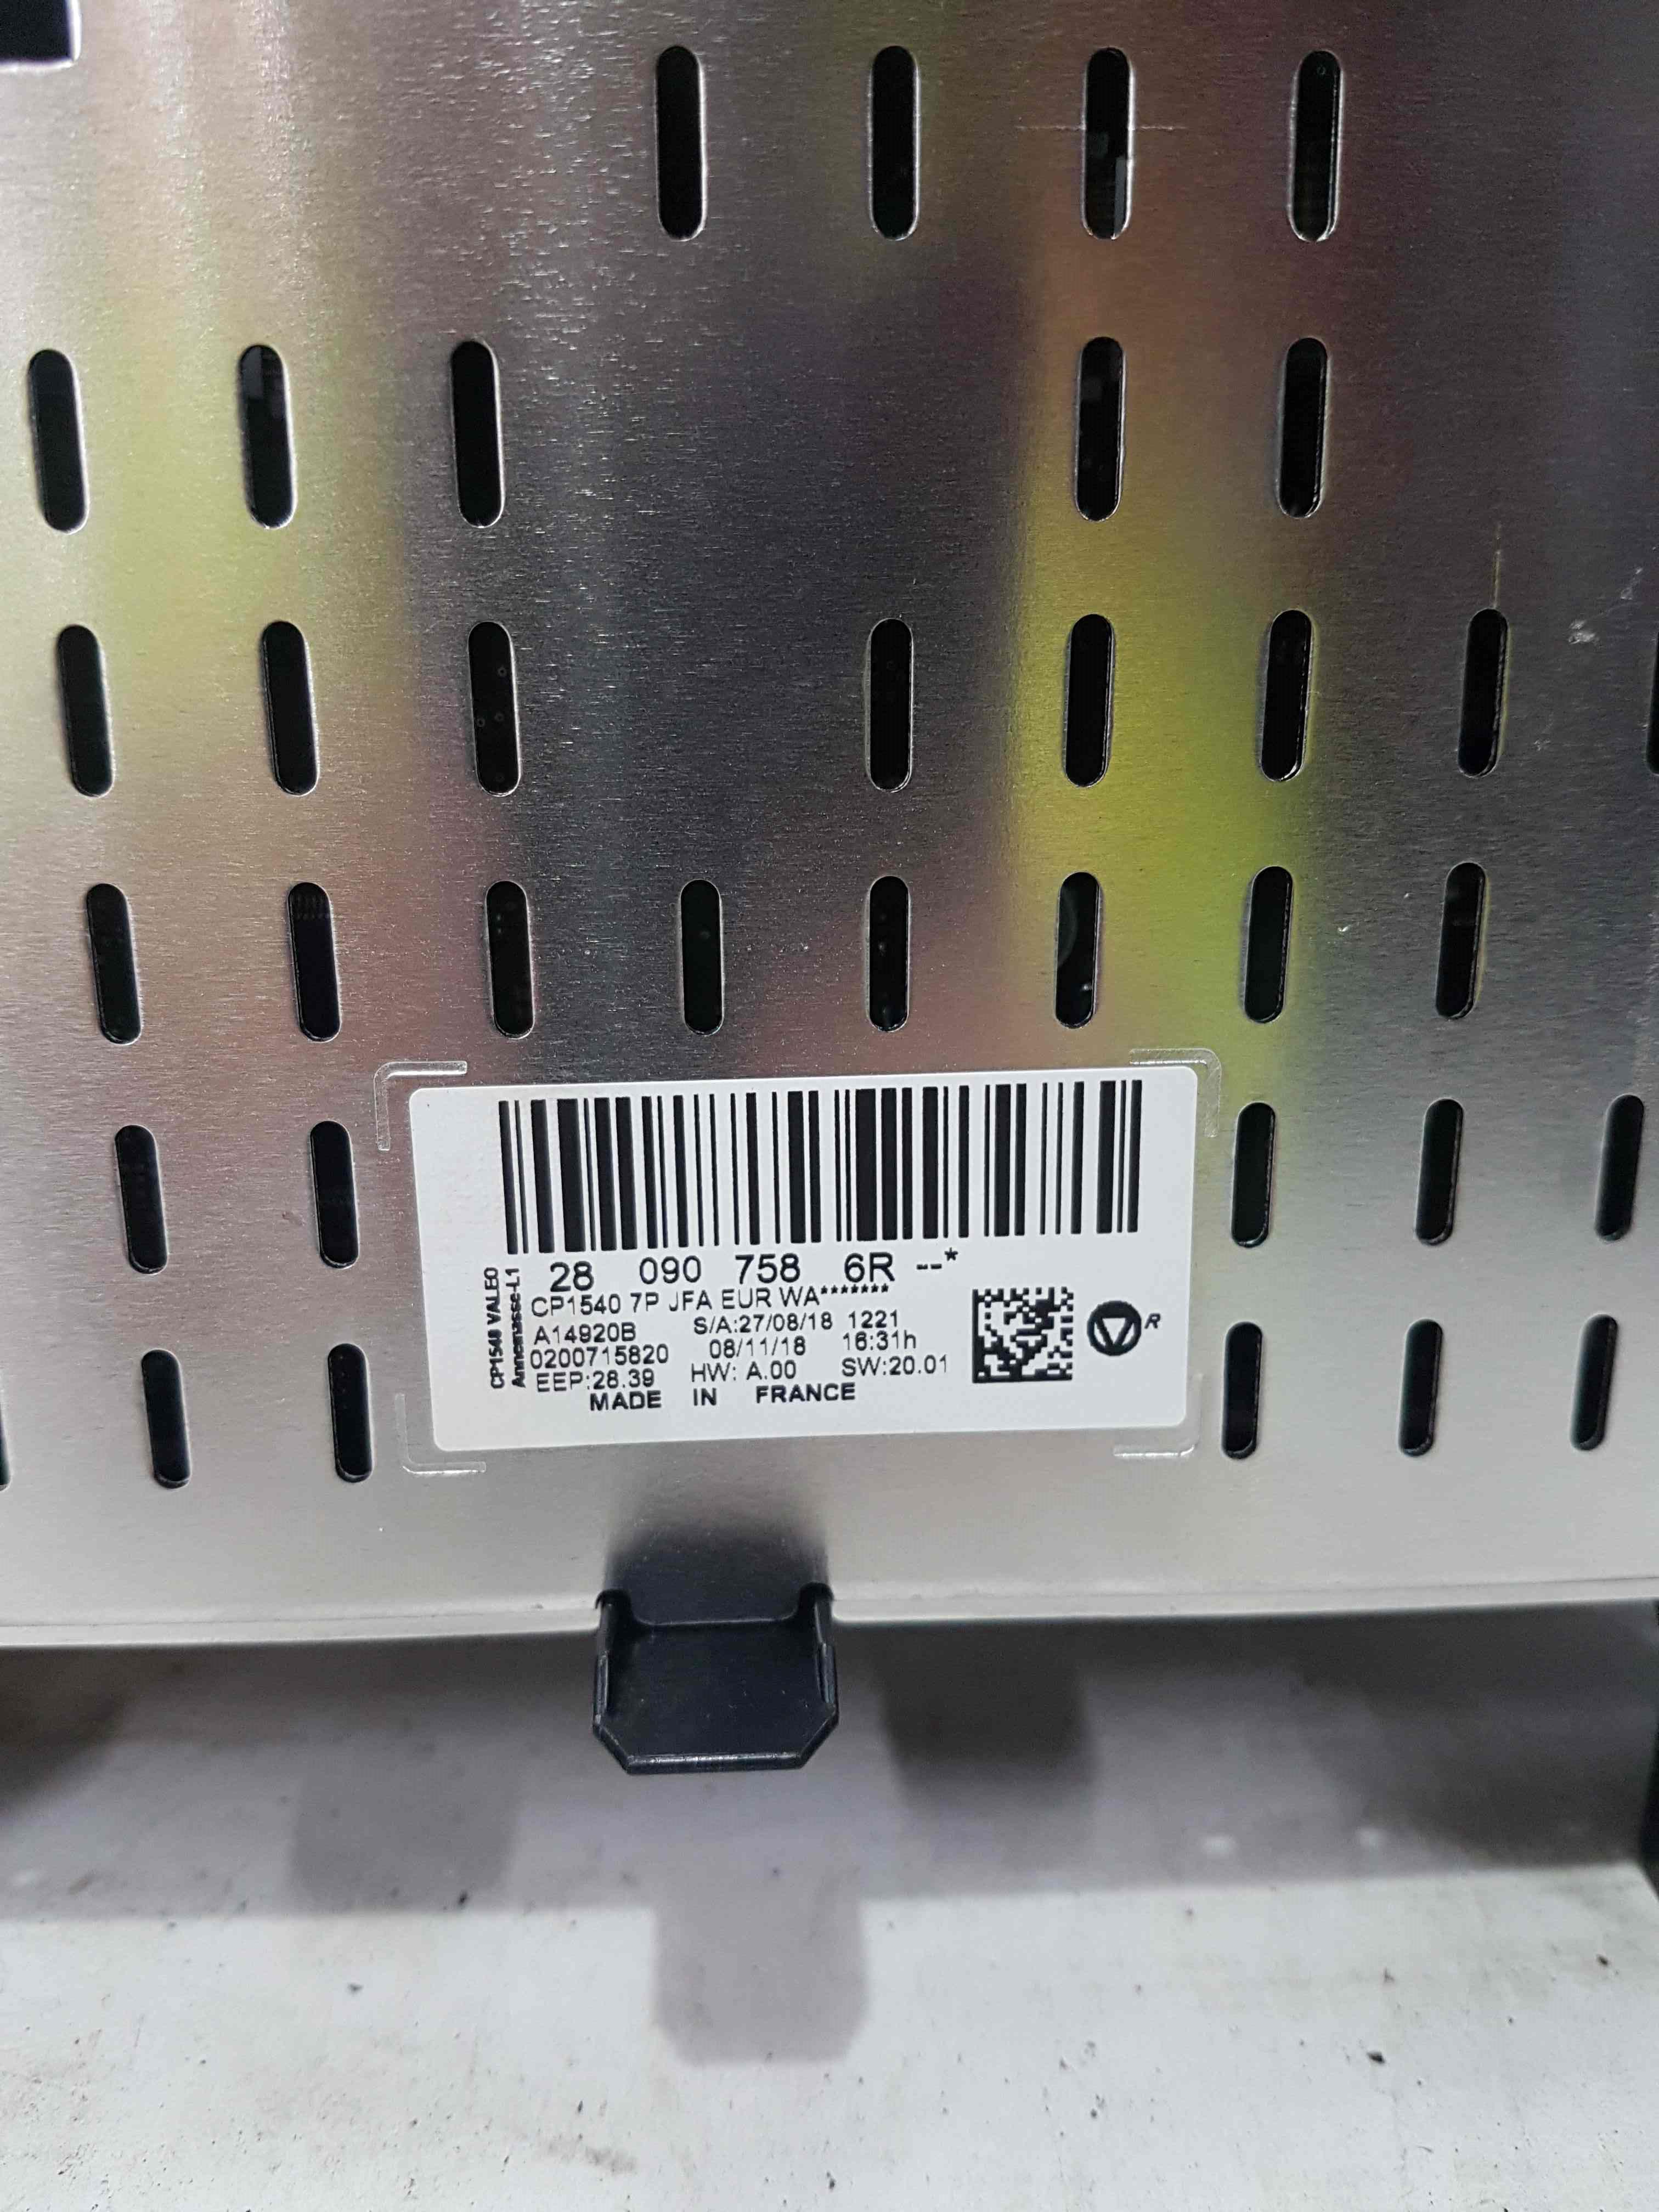 28 090 758 6R --*
CP1540 7P JFA EUR WA*******
A14920B S/A:27/08/18 1221
0200715820 08/11/18 16:31h
EEP:28.39 HW: A.00 SW:20.01
MADE IN FRANCE
CP1540 VALEO
Annemasse-L1
R